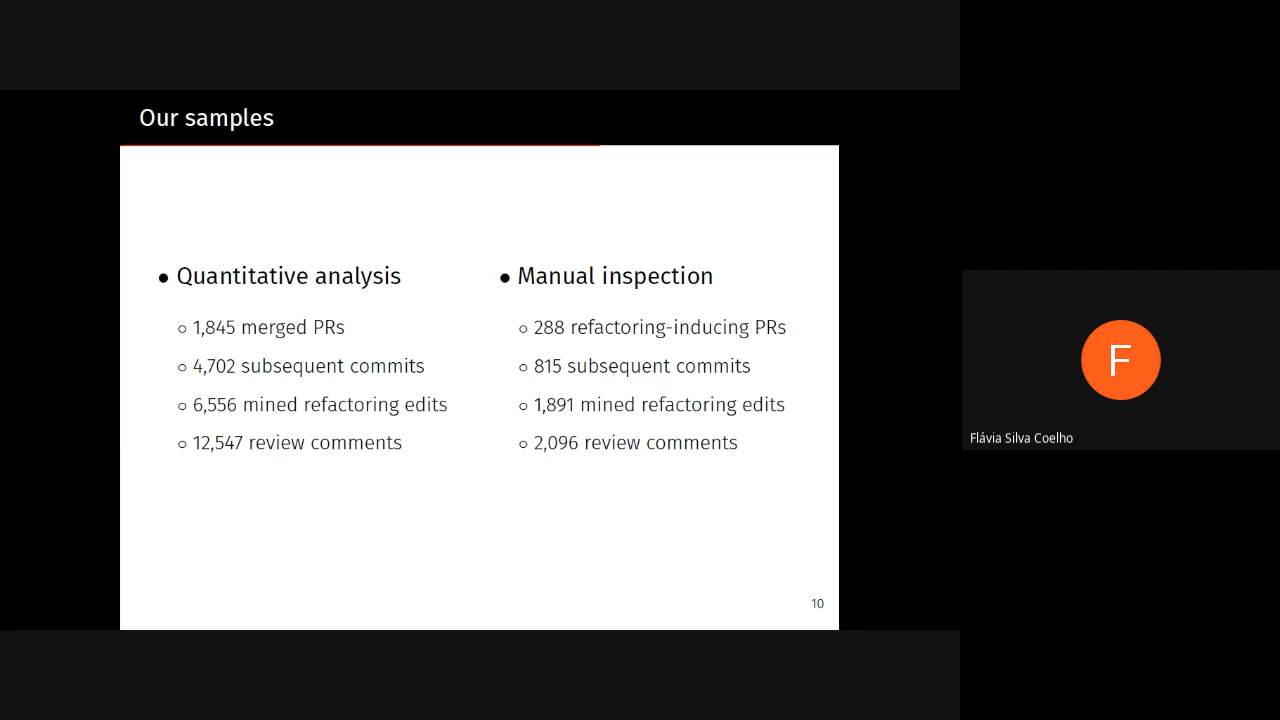 Our samples
● Quantitative analysis
○ 1,845 merged PRs
○ 4,702 subsequent commits
○ 6,556 mined refactoring edits
○ 12,547 review comments
● Manual inspection
○ 288 refactoring-inducing PRs
○ 815 subsequent commits
○ 1,891 mined refactoring edits
○ 2,096 review comments
10
F
Flávia Silva Coelho